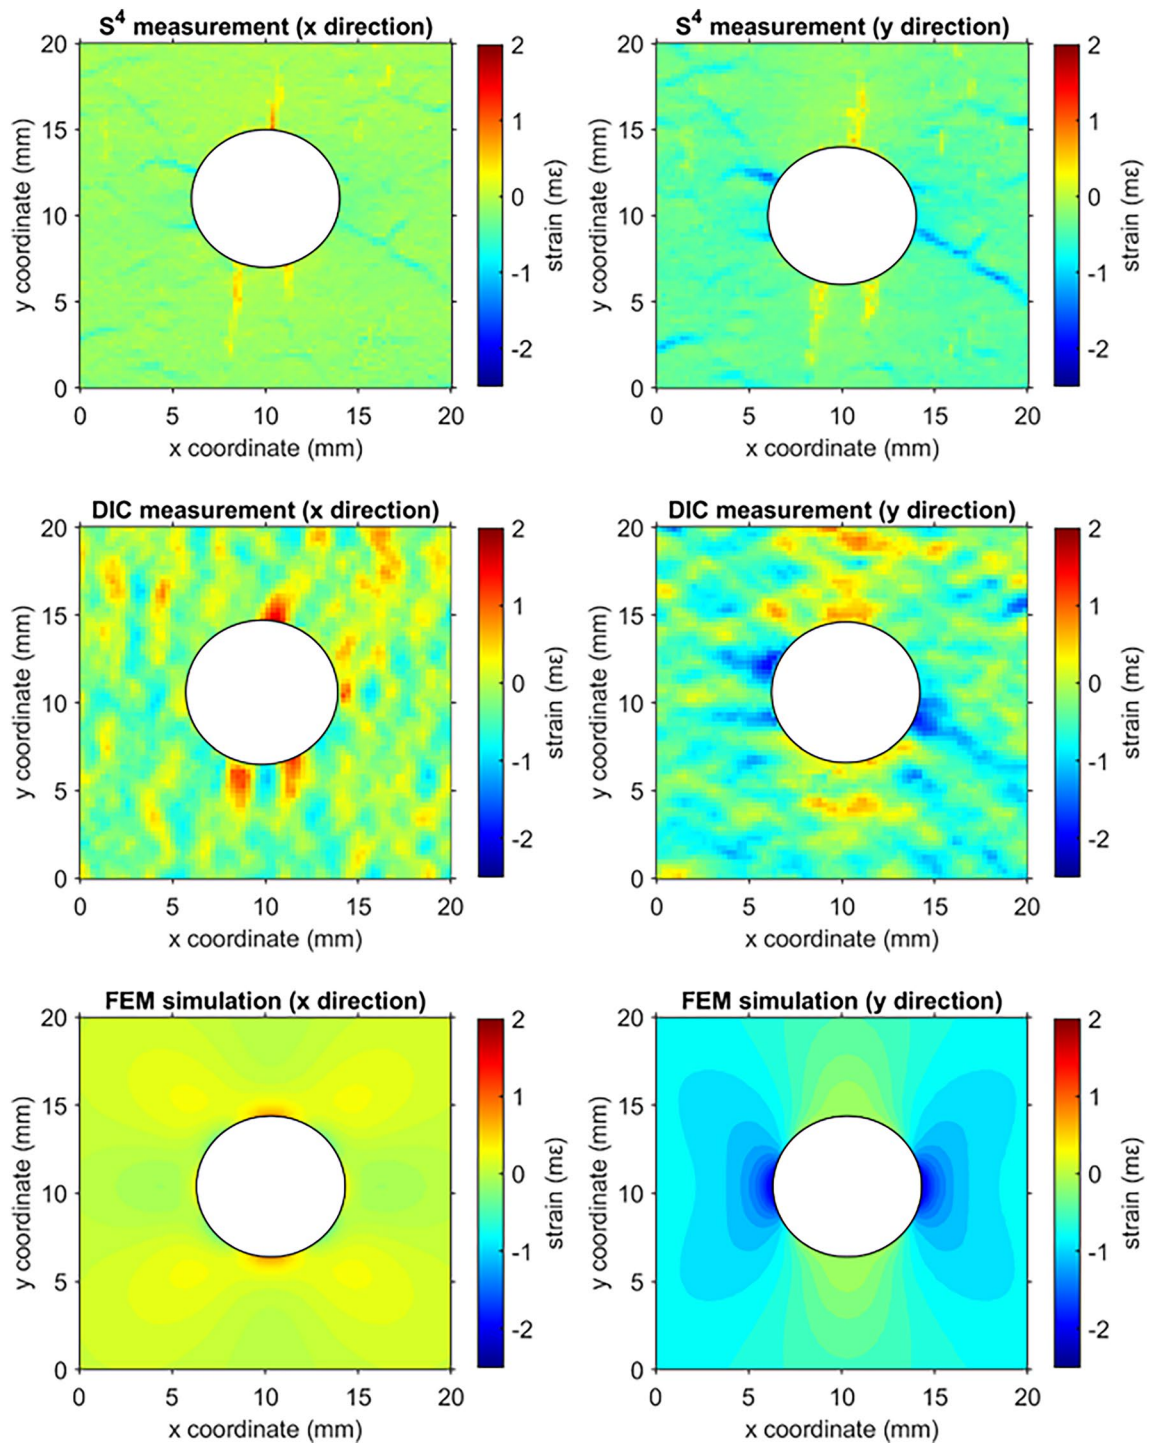 S⁴ measurement (x direction)
20
15
10
5
0
0 5 10 15 20
x coordinate (mm)
y coordinate (mm)
2
1
0
-1
-2
strain (mε)
S⁴ measurement (y direction)
20
15
10
5
0
0 5 10 15 20
x coordinate (mm)
y coordinate (mm)
2
1
0
-1
-2
strain (mε)
DIC measurement (x direction)
20
15
10
5
0
0 5 10 15 20
x coordinate (mm)
y coordinate (mm)
2
1
0
-1
-2
strain (mε)
DIC measurement (y direction)
20
15
10
5
0
0 5 10 15 20
x coordinate (mm)
y coordinate (mm)
2
1
0
-1
-2
strain (mε)
FEM simulation (x direction)
20
15
10
5
0
0 5 10 15 20
x coordinate (mm)
y coordinate (mm)
2
1
0
-1
-2
strain (mε)
FEM simulation (y direction)
20
15
10
5
0
0 5 10 15 20
x coordinate (mm)
y coordinate (mm)
2
1
0
-1
-2
strain (mε)